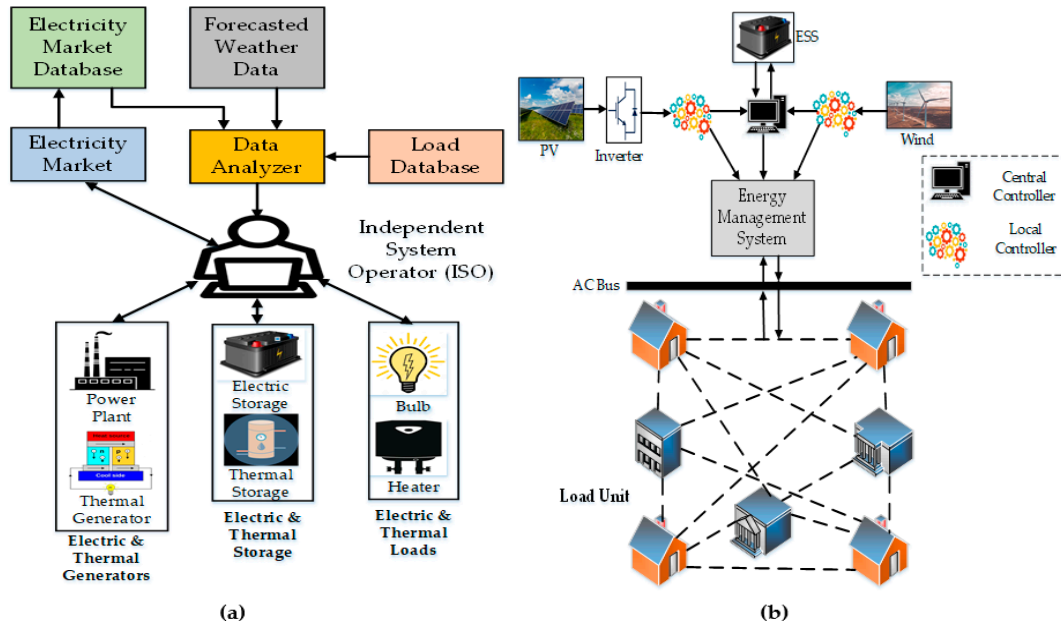 Electricity
Market
Database
Forecasted
Weather
Data
Electricity
Market
Data
Analyzer
Load
Database
Independent
System
Operator (ISO)
Power
Plant
Cool side
Thermal
Generator
Electric &
Thermal
Generators
Electric
Storage
Thermal
Storage
Electric &
Thermal
Storage
Bulb
Heater
Electric &
Thermal
Loads
(a)
ESS
PV
Inverter
Wind
Energy
Management
System
Central
Controller
Local
Controller
AC Bus
Load Unit
(b)